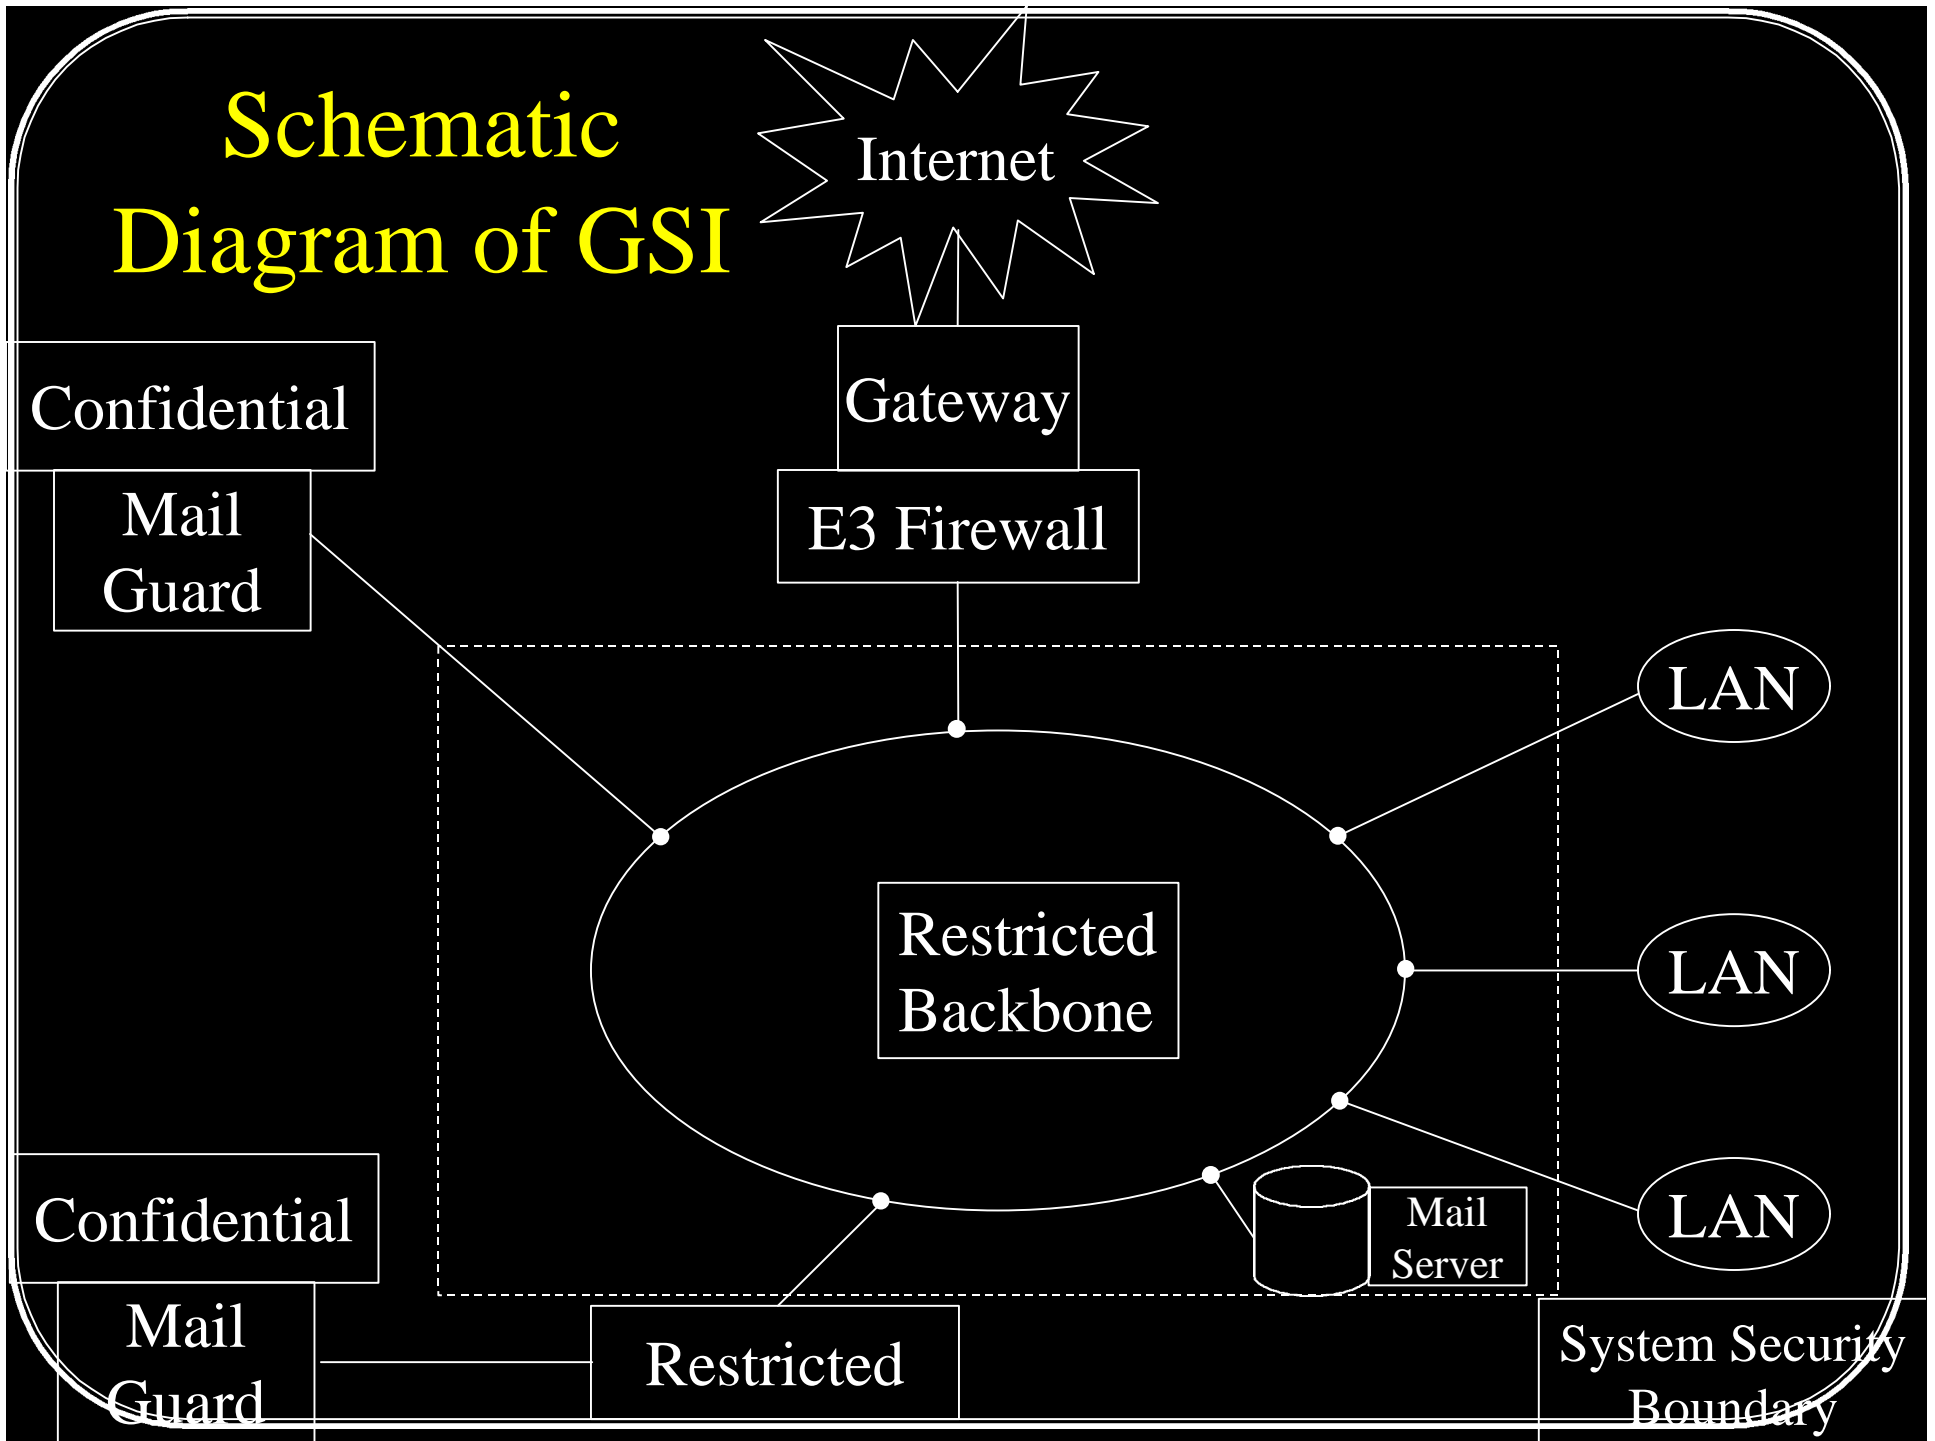 Schematic
Diagram of GSI
Internet
Gateway
E3 Firewall
Confidential
Mail
Guard
LAN
LAN
LAN
Restricted
Backbone
Mail
Server
Confidential
Mail
Guard
Restricted
System Security
Boundary